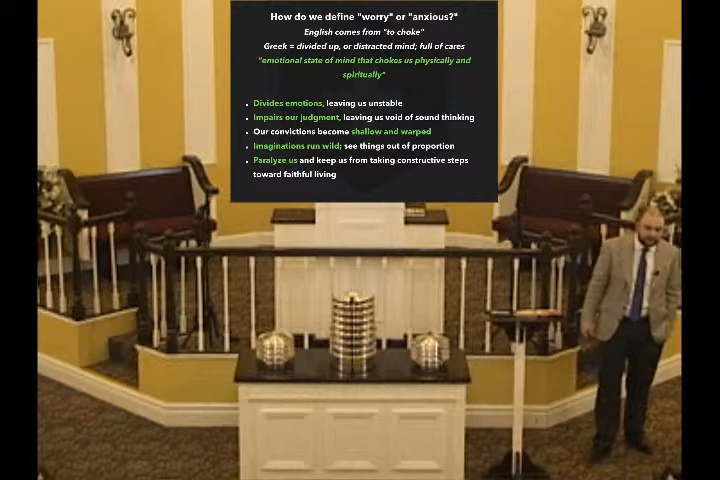 How do we define "worry" or "anxious?"
English comes from "to choke"
Greek = divided up, or distracted mind; full of cares
"emotional state of mind that chokes us physically and
spiritually"
• Divides emotions, leaving us unstable
• Impairs our judgment, leaving us void of sound thinking
• Our convictions become shallow and warped
• Imaginations run wild; see things out of proportion
• Paralyze us and keep us from taking constructive steps
toward faithful living